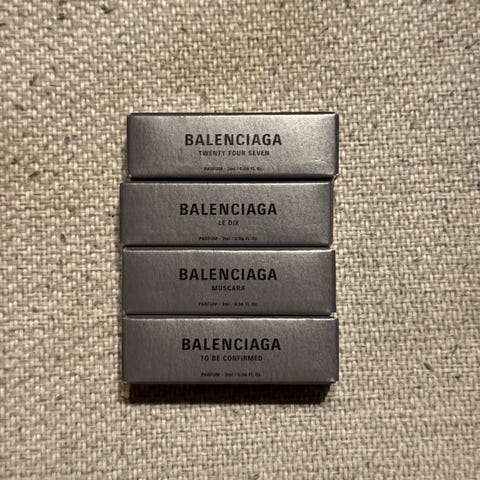 BALENCIAGA
TWENTY FOUR SEVEN
PARFUM - 2ml / 0.06 FL. Oz.
BALENCIAGA
LE DIX
PARFUM - 2ml / 0.06 FL. Oz.
BALENCIAGA
MUSCARA
PARFUM - 2ml / 0.06 FL. Oz.
BALENCIAGA
TO BE CONFIRMED
PARFUM - 2ml / 0.06 FL. Oz.